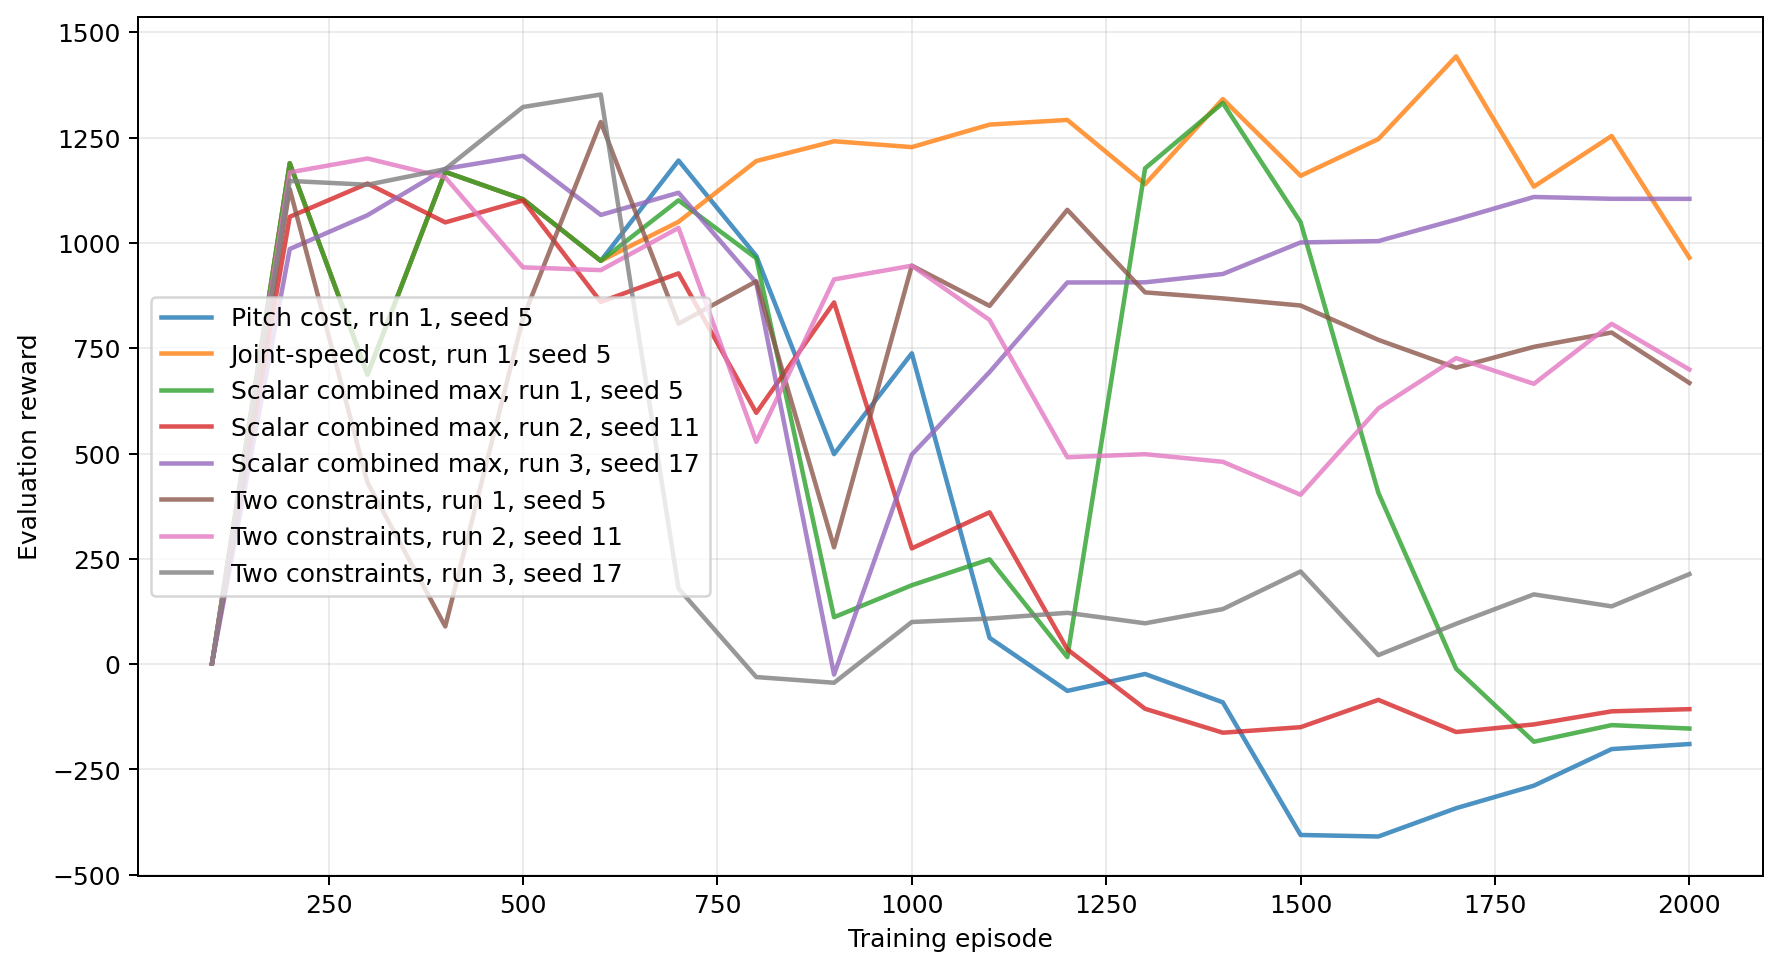 1500
1250
1000
750
500
250
0
−250
−500
Evaluation reward
Pitch cost, run 1, seed 5
Joint-speed cost, run 1, seed 5
Scalar combined max, run 1, seed 5
Scalar combined max, run 2, seed 11
Scalar combined max, run 3, seed 17
Two constraints, run 1, seed 5
Two constraints, run 2, seed 11
Two constraints, run 3, seed 17
250 500 750 1000 1250 1500 1750 2000
Training episode